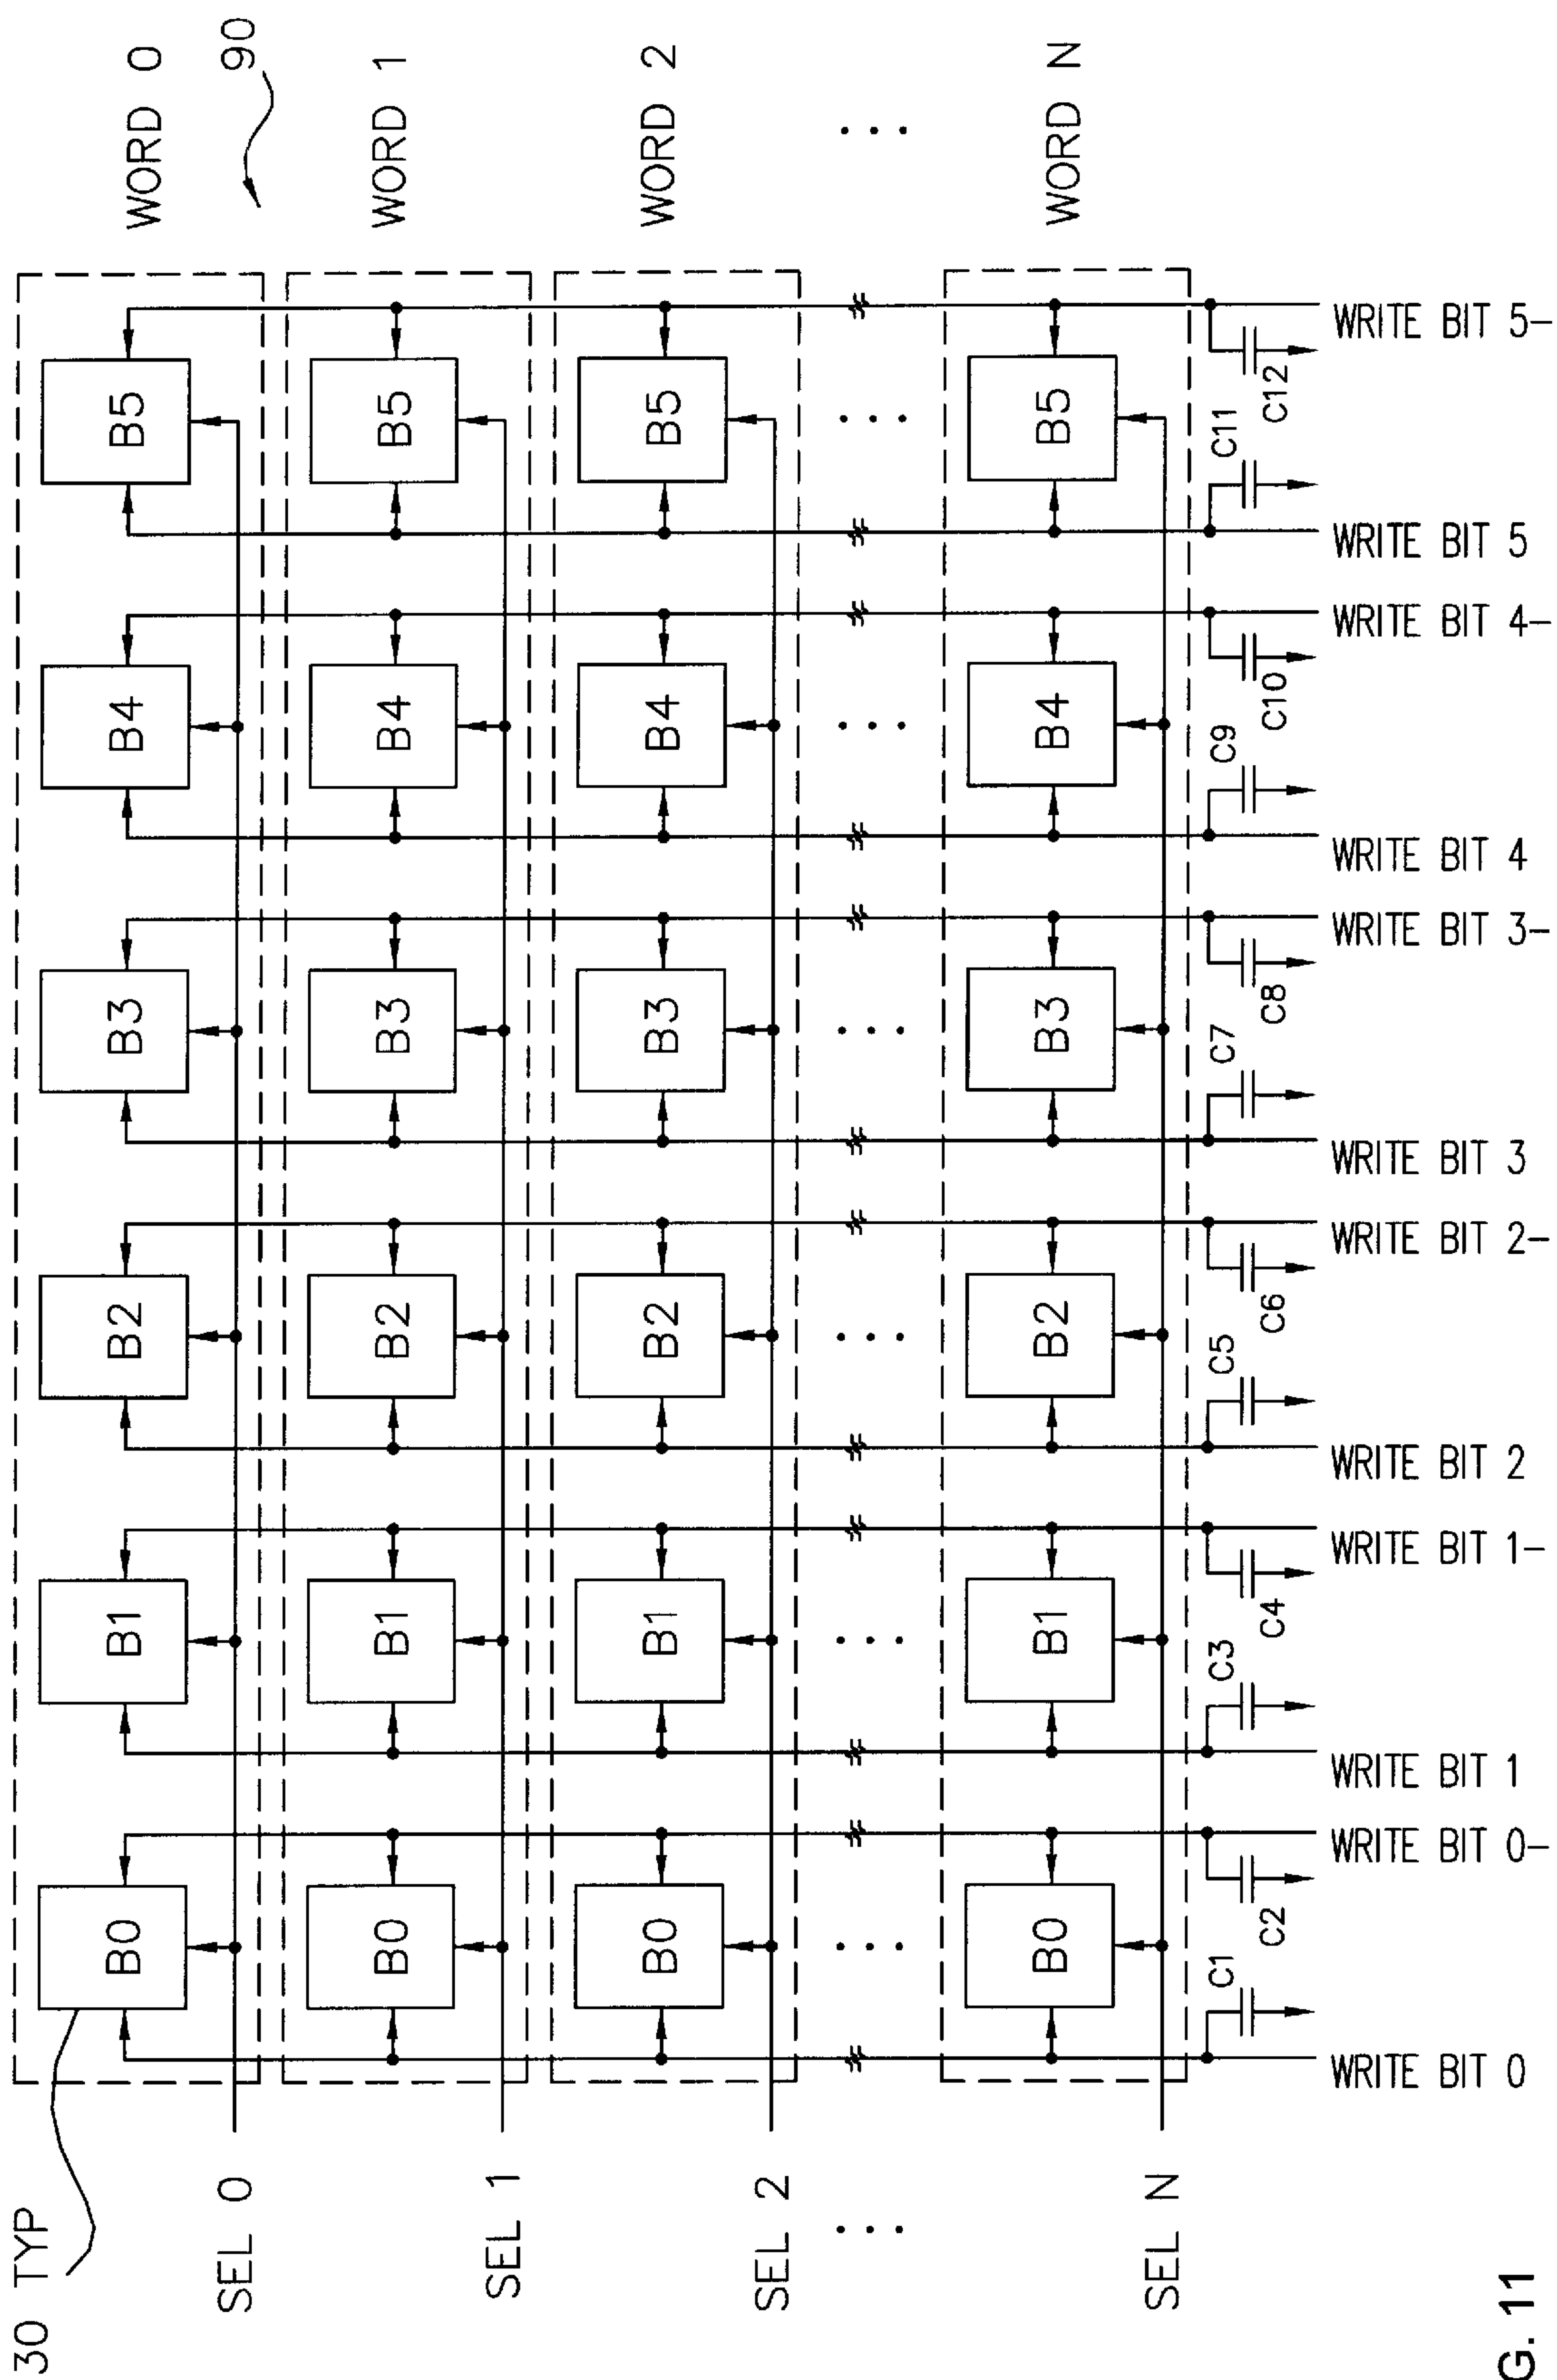 30 TYP
B0 B1 B2 B3 B4 B5 WORD 0
SEL 0
90
B0 B1 B2 B3 B4 B5 WORD 1
SEL 1
B0 B1 B2 B3 B4 B5 WORD 2
SEL 2
... ... ... ... ... ... ... ...
B0 B1 B2 B3 B4 B5 WORD N
SEL N
C1 C3 C5 C7 C9 C11
C2 C4 C6 C8 C10 C12
WRITE BIT 0
WRITE BIT 0-
WRITE BIT 1
WRITE BIT 1-
WRITE BIT 2
WRITE BIT 2-
WRITE BIT 3
WRITE BIT 3-
WRITE BIT 4
WRITE BIT 4-
WRITE BIT 5
WRITE BIT 5-
G. 11